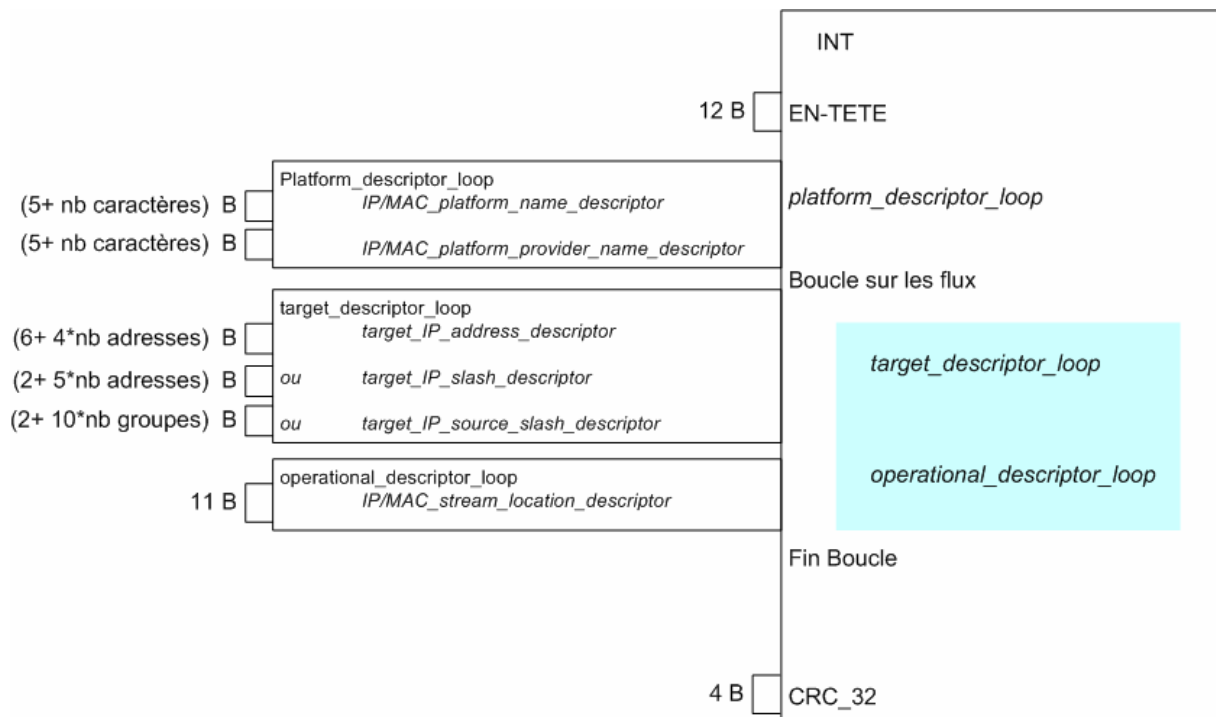 INT
12 B EN-TETE
Platform_descriptor_loop
(5+ nb caractères) B IP/MAC_platform_name_descriptor platform_descriptor_loop
(5+ nb caractères) B IP/MAC_platform_provider_name_descriptor
Boucle sur les flux
target_descriptor_loop
(6+ 4*nb adresses) B target_IP_address_descriptor
target_descriptor_loop
(2+ 5*nb adresses) B ou target_IP_slash_descriptor
(2+ 10*nb groupes) B ou target_IP_source_slash_descriptor
operational_descriptor_loop
operational_descriptor_loop
11 B IP/MAC_stream_location_descriptor
Fin Boucle
4 B CRC_32